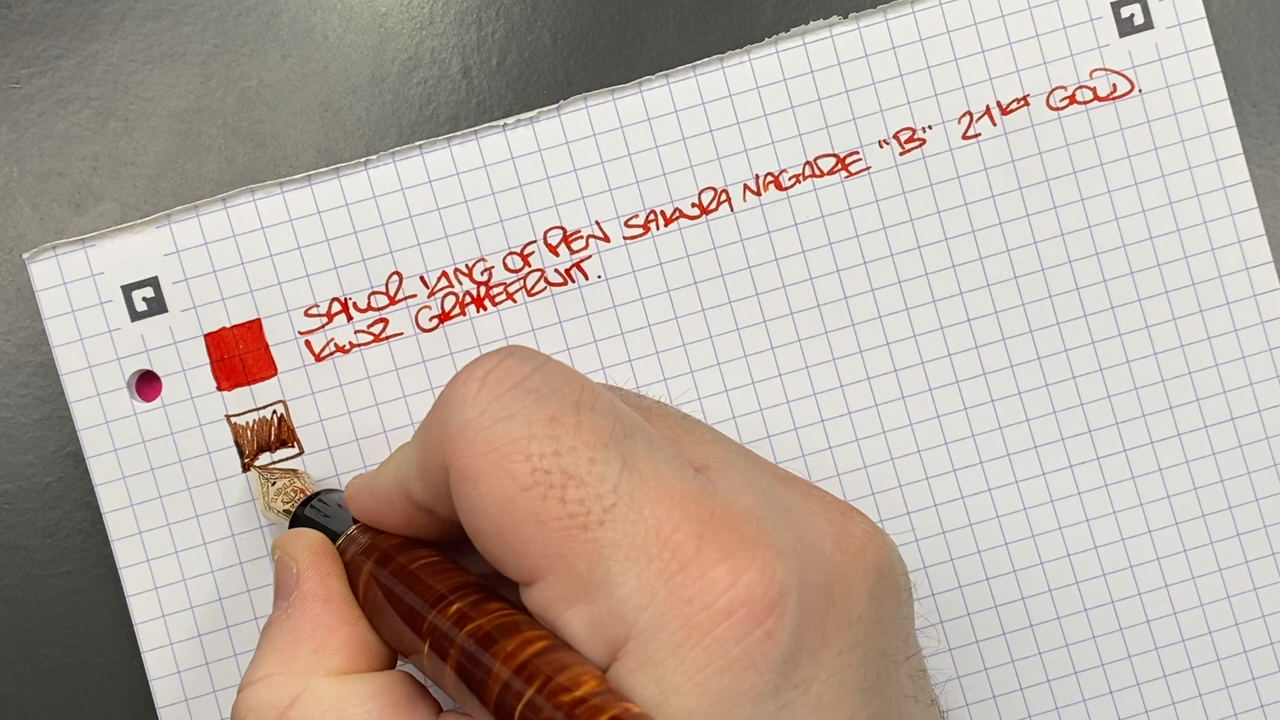 SAILOR KING OF PEN SAKURA NAGARE "B" 21KT GOLD.
KWZ GRAPEFRUIT.